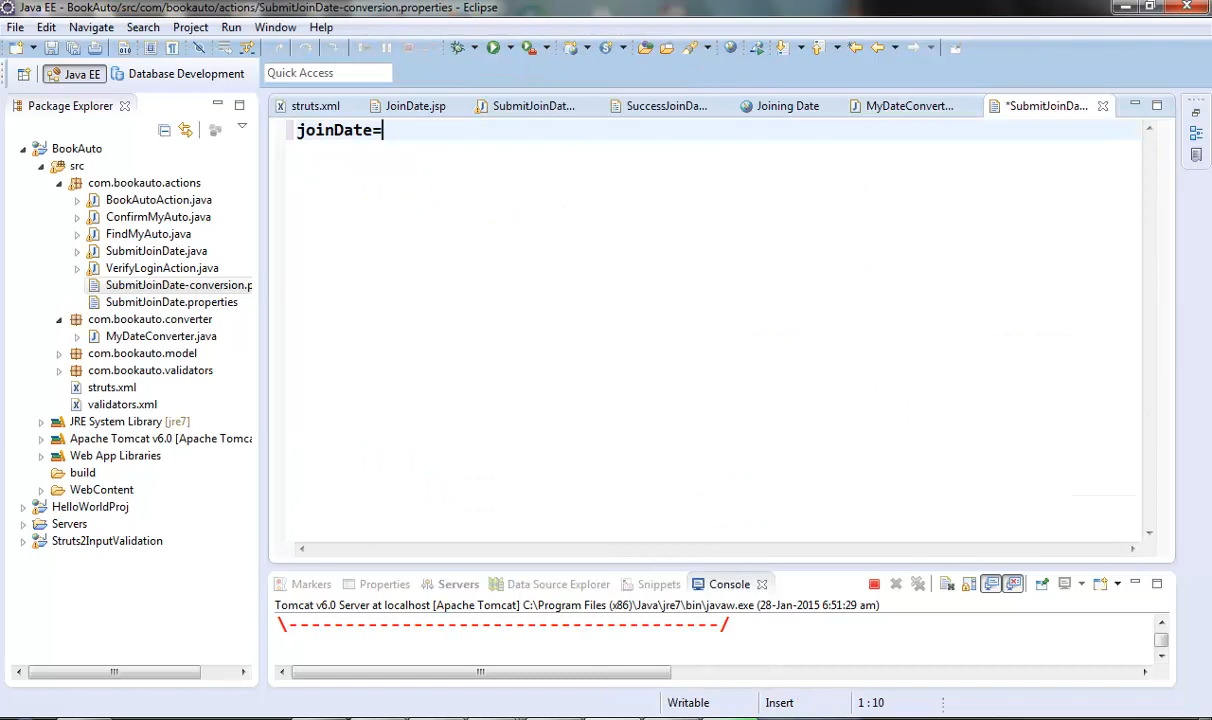 Java EE - BookAuto/src/com/bookauto/actions/SubmitJoinDate-conversion.properties - Eclipse
File Edit Navigate Search Project Run Window Help
Java EE Database Development Quick Access
Package Explorer
struts.xml JoinDate.jsp SubmitJoinDat... SuccessJoinDa... Joining Date MyDateConvert... *SubmitJoinDa...
joinDate=
BookAuto
src
com.bookauto.actions
BookAutoAction.java
ConfirmMyAuto.java
FindMyAuto.java
SubmitJoinDate.java
VerifyLoginAction.java
SubmitJoinDate-conversion.p
SubmitJoinDate.properties
com.bookauto.converter
MyDateConverter.java
com.bookauto.model
com.bookauto.validators
struts.xml
validators.xml
JRE System Library [jre7]
Apache Tomcat v6.0 [Apache Tomca
Web App Libraries
build
WebContent
HelloWorldProj
Servers
Struts2InputValidation
Markers Properties Servers Data Source Explorer Snippets Console
Tomcat v6.0 Server at localhost [Apache Tomcat] C:\Program Files (x86)\Java\jre7\bin\javaw.exe (28-Jan-2015 6:51:29 am)
\---------------------------------------/
Writable Insert 1 : 10